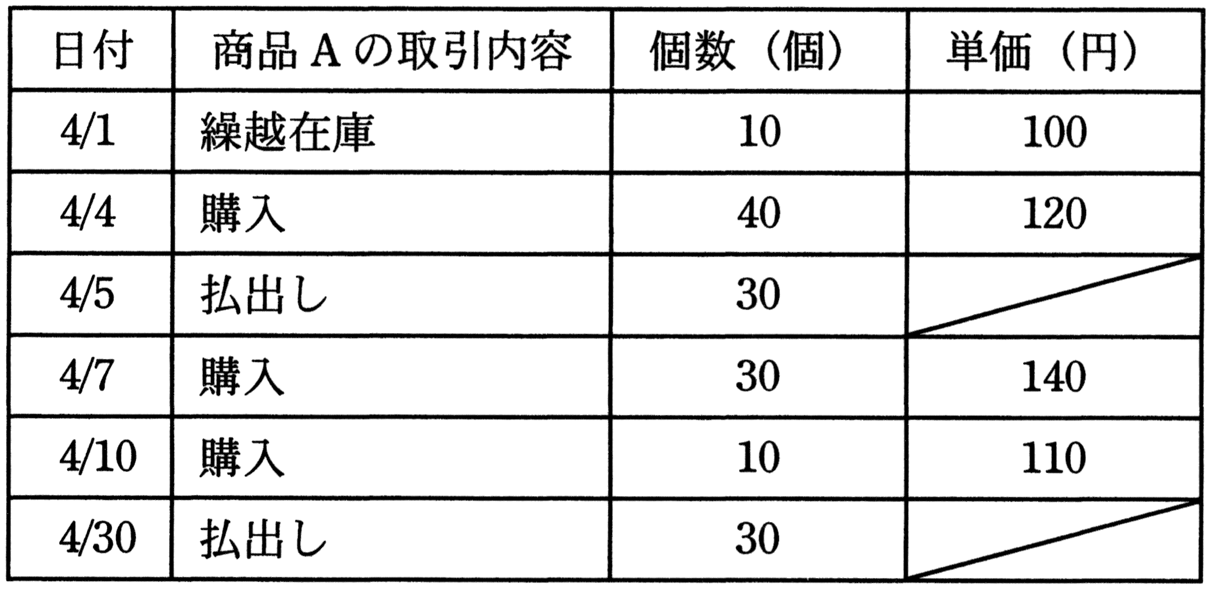 日付 商品 A の取引内容 個数（個） 単価（円）
4/1 繰越在庫 10 100
4/4 購入 40 120
4/5 払出し 30
4/7 購入 30 140
4/10 購入 10 110
4/30 払出し 30